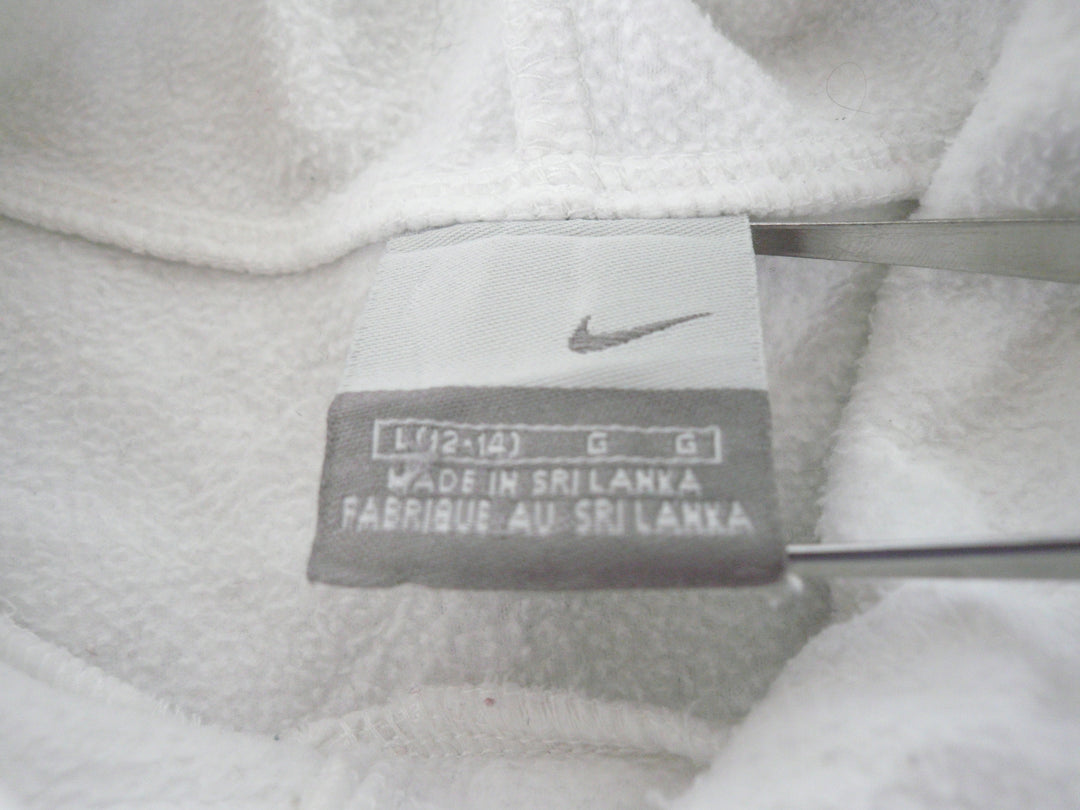 L(12-14) G G
MADE IN SRI LANKA
FABRIQUE AU SRI LANKA